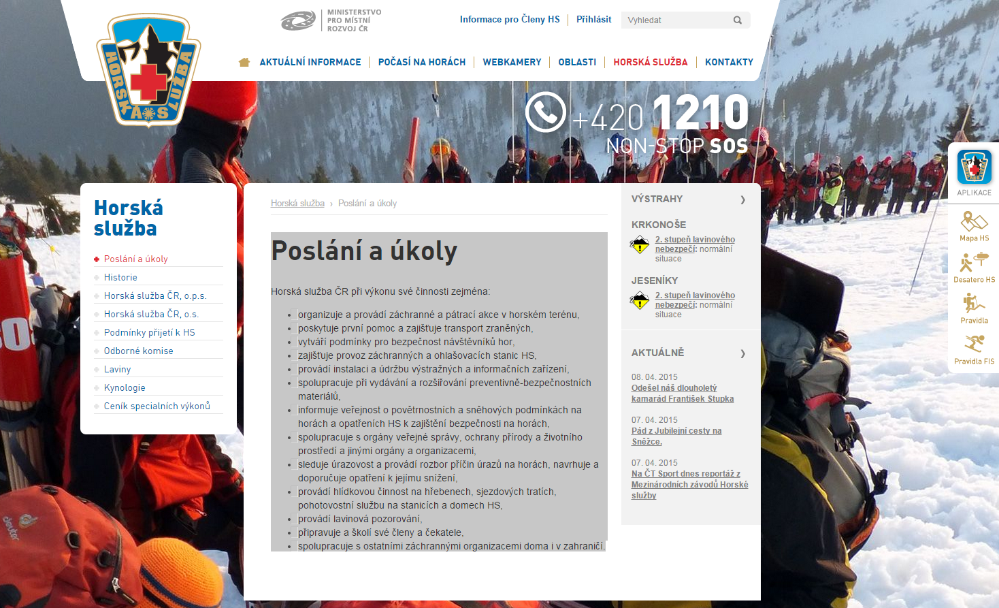 MINISTERSTVO
PRO MÍSTNÍ
ROZVOJ ČR
Informace pro Členy HS
Přihlásit
Vyhledat
HORSKÁ SLUŽBA
AKTUÁLNÍ INFORMACE
POČASÍ NA HORÁCH
WEBKAMERY
OBLASTI
HORSKÁ SLUŽBA
KONTAKTY
+420 1210
NON-STOP SOS
Horská
služba
Poslání a úkoly
Historie
Horská služba ČR, o.p.s.
Horská služba ČR, o.s.
Podmínky přijetí k HS
Odborné komise
Laviny
Kynologie
Ceník specialních výkonů
Horská služba › Poslání a úkoly
Poslání a úkoly
Horská služba ČR při výkonu své činnosti zejména:
• organizuje a provádí záchranné a pátrací akce v horském terénu,
• poskytuje první pomoc a zajišťuje transport zraněných,
• vytváří podmínky pro bezpečnost návštěvníků hor,
• zajišťuje provoz záchranných a ohlašovacích stanic HS,
• provádí instalaci a údržbu výstražných a informačních zařízení,
• spolupracuje při vydávání a rozšiřování preventivně-bezpečnostních
materiálů,
• informuje veřejnost o povětrnostních a sněhových podmínkách na
horách a opatřeních HS k zajištění bezpečnosti na horách,
• spolupracuje s orgány veřejné správy, ochrany přírody a životního
prostředí a jinými orgány a organizacemi,
• sleduje úrazovost a provádí rozbor příčin úrazů na horách, navrhuje a
doporučuje opatření k jejímu snížení,
• provádí hlídkovou činnost na hřebenech, sjezdových tratích,
pohotovostní službu na stanicích a domech HS,
• provádí lavinová pozorování,
• připravuje a školí své členy a čekatele,
• spolupracuje s ostatními záchrannými organizacemi doma i v zahraničí.
VÝSTRAHY
KRKONOŠE
2
2. stupeň lavinového
nebezpečí: normální
situace
JESENÍKY
2
2. stupeň lavinového
nebezpečí: normální
situace
AKTUÁLNĚ
08. 04. 2015
Odešel náš dlouholetý
kamarád František Stupka
07. 04. 2015
Pád z Jubilejní cesty na
Sněžce.
07. 04. 2015
Na ČT Sport dnes reportáž z
Mezinárodních závodů Horské
služby
APLIKACE
Mapa HS
Desatero HS
Pravidla
Pravidla FIS
deuter